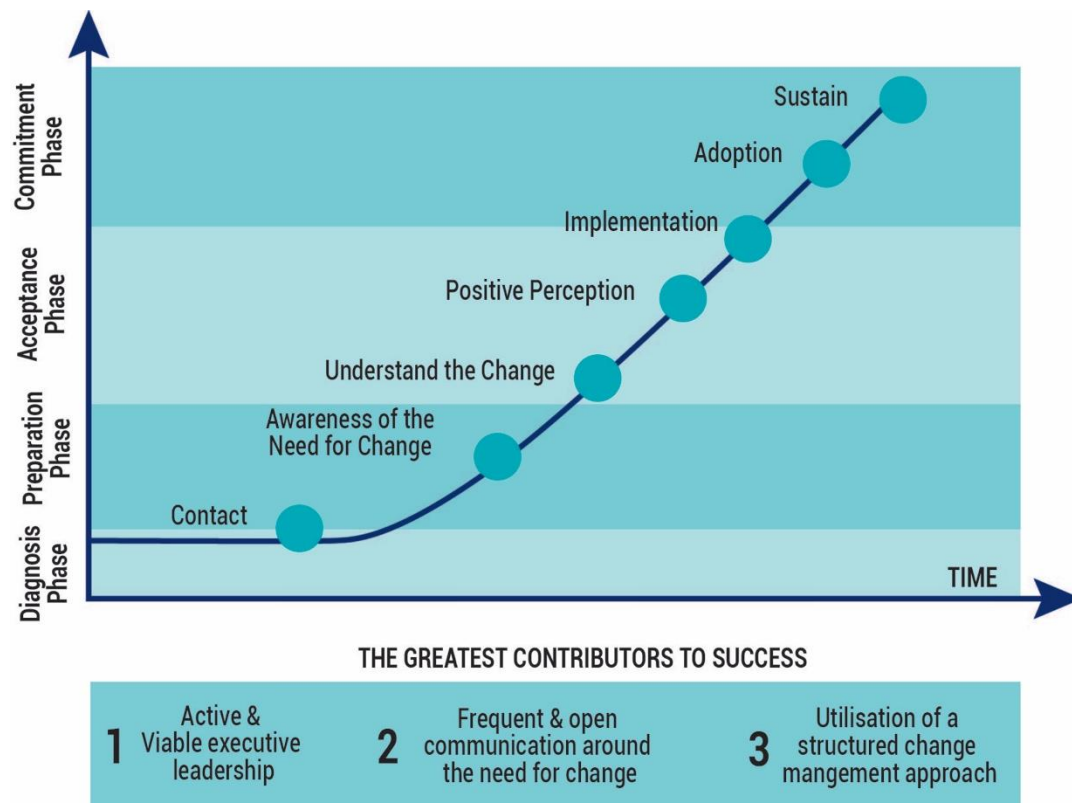 Commitment
Phase
Acceptance
Phase
Preparation
Phase
Diagnosis
Phase
Sustain
Adoption
Implementation
Positive Perception
Understand the Change
Awareness of the
Need for Change
Contact
TIME
THE GREATEST CONTRIBUTORS TO SUCCESS
1
Active &
Viable executive
leadership
2
Frequent & open
communication around
the need for change
3
Utilisation of a
structured change
mangement approach